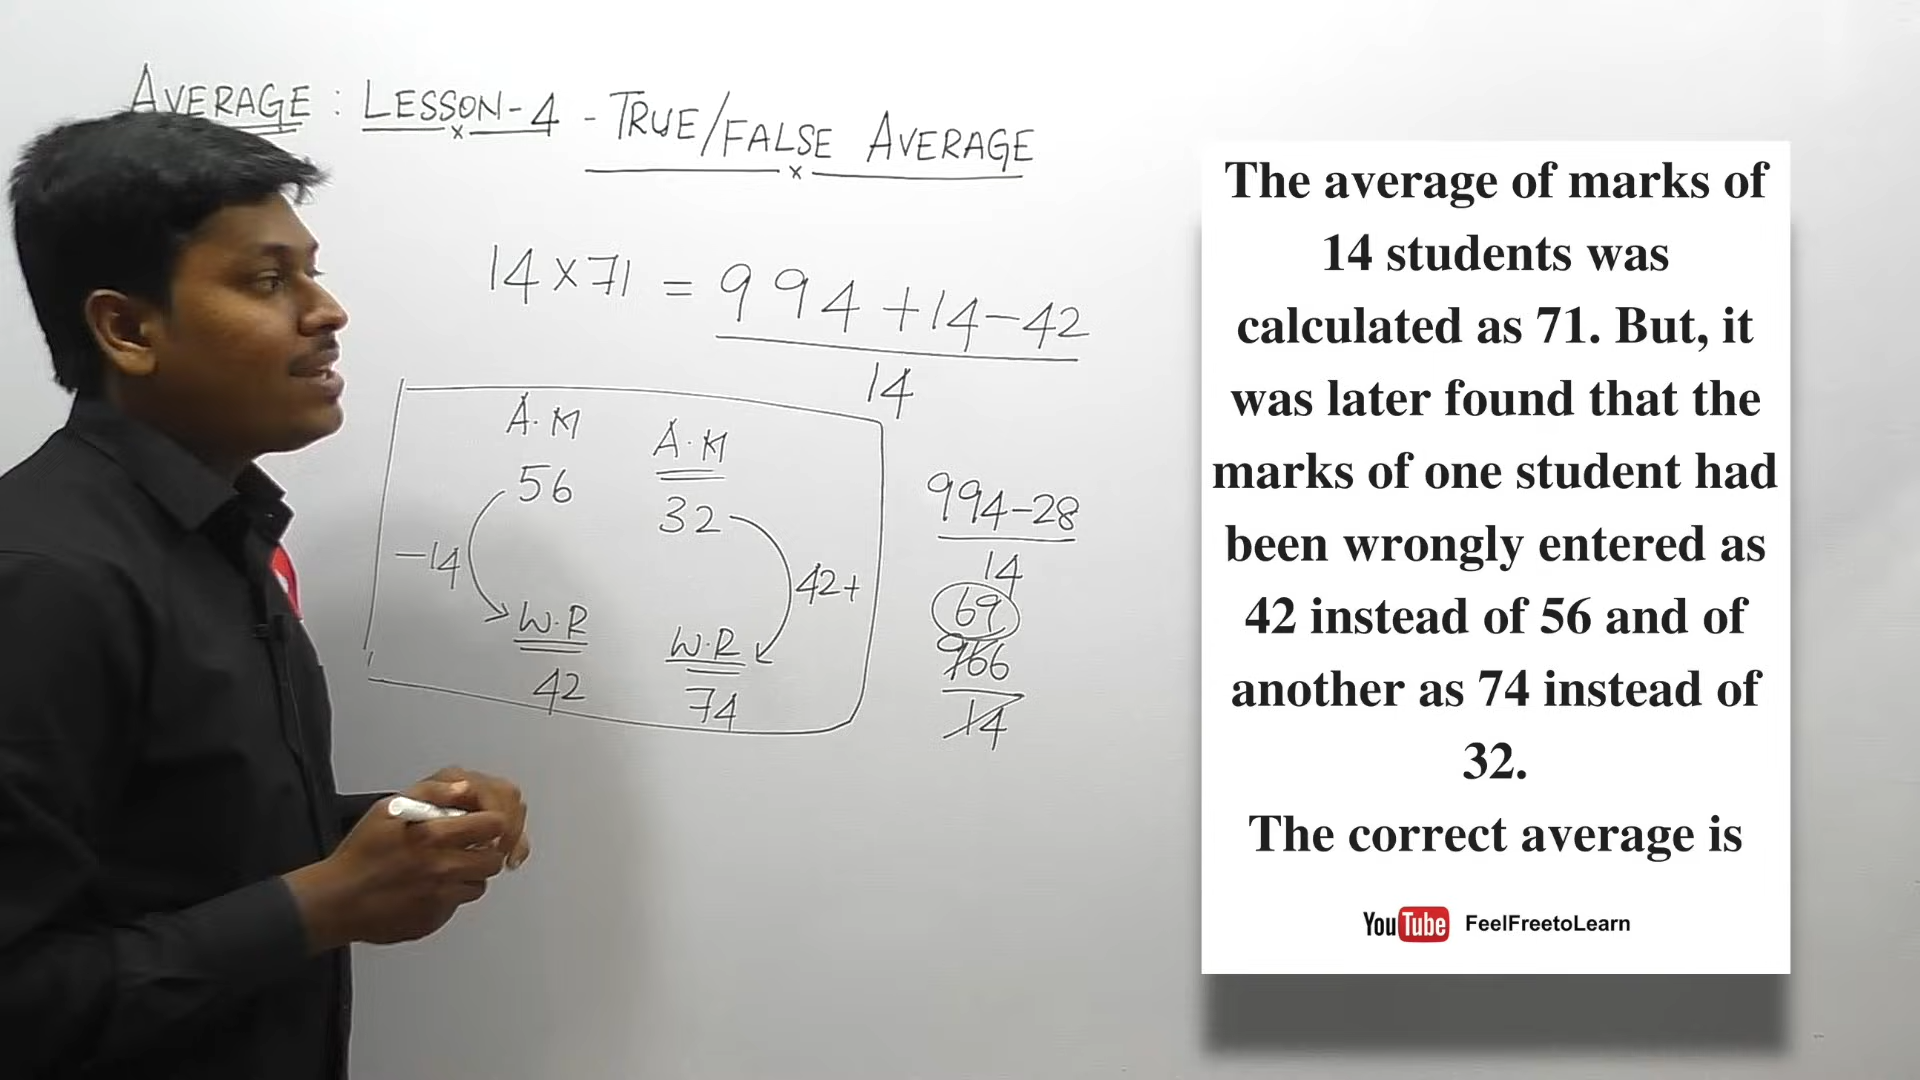 AVERAGE : LESSON-4 - TRUE/FALSE AVERAGE
14×71 = 994+14-42
14
A.M A.M
56 32
-14 42+
W.R W.R
42 74
994-28
14
69
966
14
The average of marks of
14 students was
calculated as 71. But, it
was later found that the
marks of one student had
been wrongly entered as
42 instead of 56 and of
another as 74 instead of
32.
The correct average is
YouTube FeelFreetoLearn